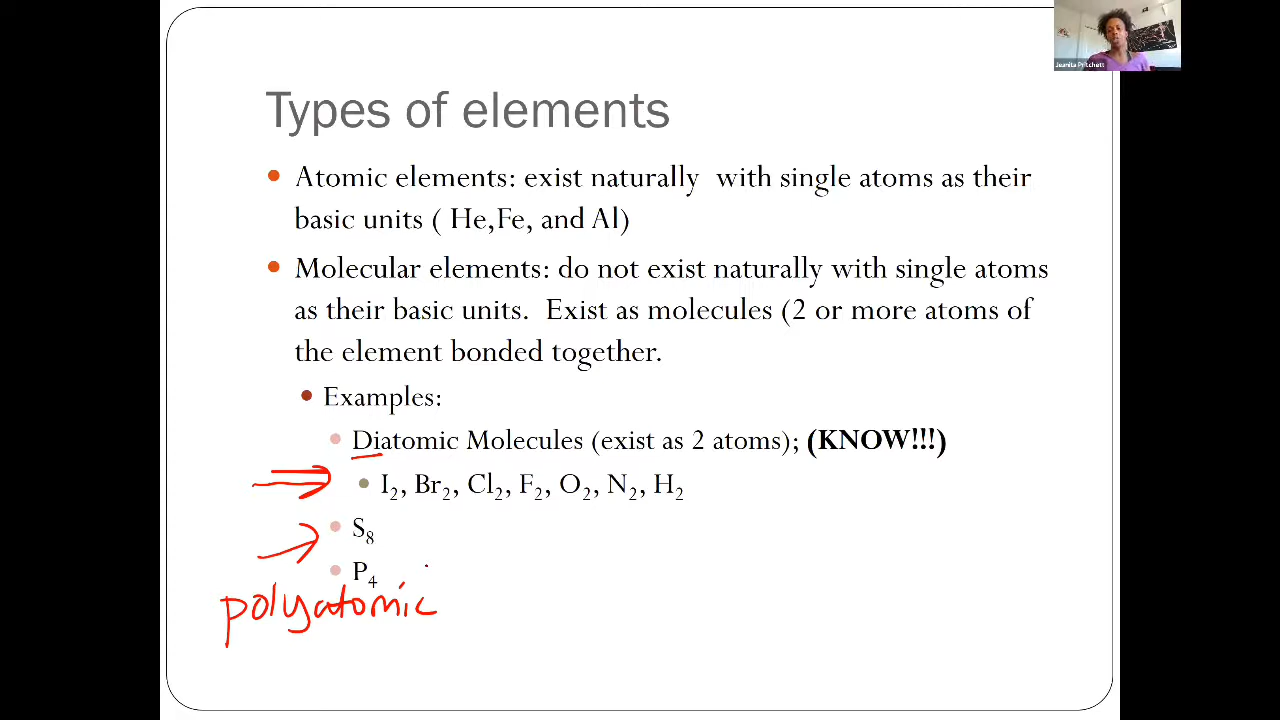 Jeanita Pritchett
Types of elements
• Atomic elements: exist naturally with single atoms as their
basic units ( He,Fe, and Al)
• Molecular elements: do not exist naturally with single atoms
as their basic units. Exist as molecules (2 or more atoms of
the element bonded together.
• Examples:
• Diatomic Molecules (exist as 2 atoms); (KNOW!!!)
• I₂, Br₂, Cl₂, F₂, O₂, N₂, H₂
• S₈
• P₄
polyatomic